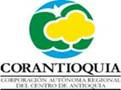 CORANTIOQUIA
CORPORACIÓN AUTÓNOMA REGIONAL
DEL CENTRO DE ANTIOQUIA